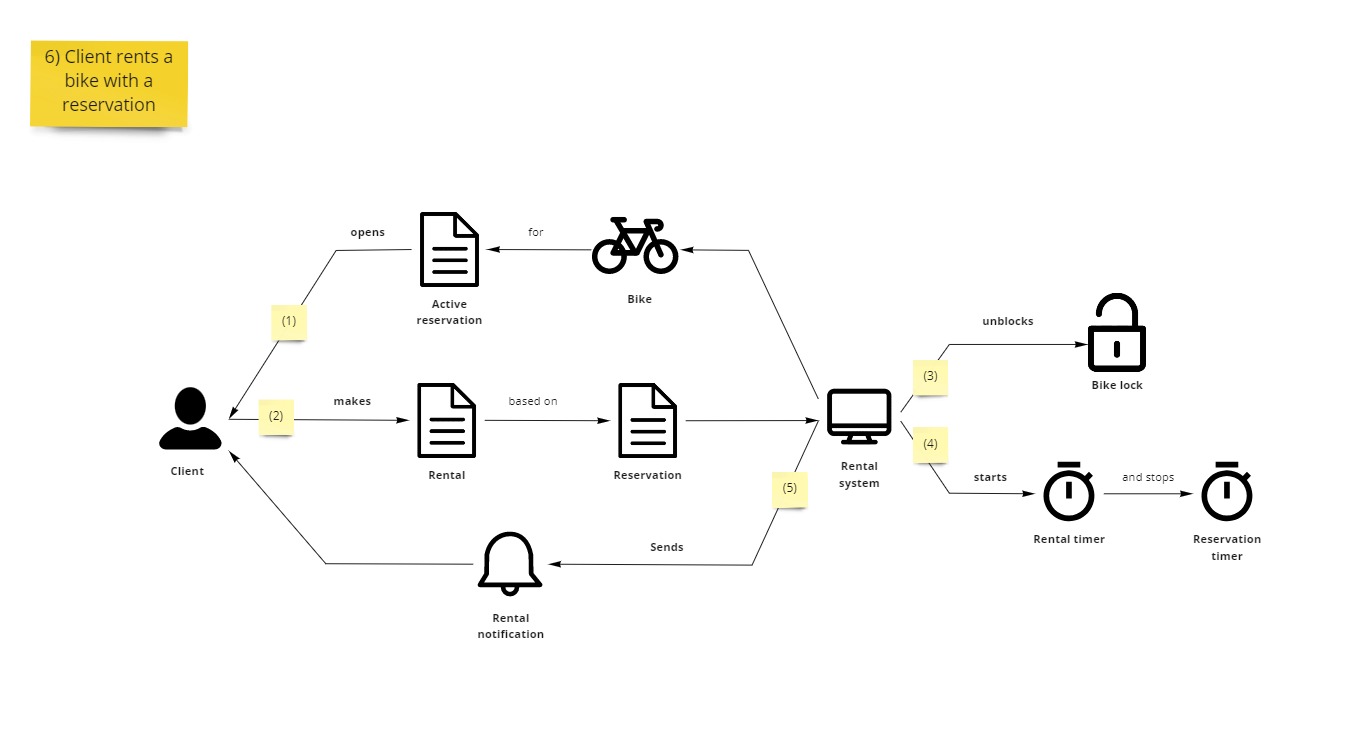 6) Client rents a
bike with a
reservation
opens
for
Active
reservation
Bike
(1)
unblocks
Bike lock
(3)
(2)
makes
based on
Client
Rental
Reservation
Rental
system
(4)
starts
and stops
Rental timer
Reservation
timer
(5)
Sends
Rental
notification